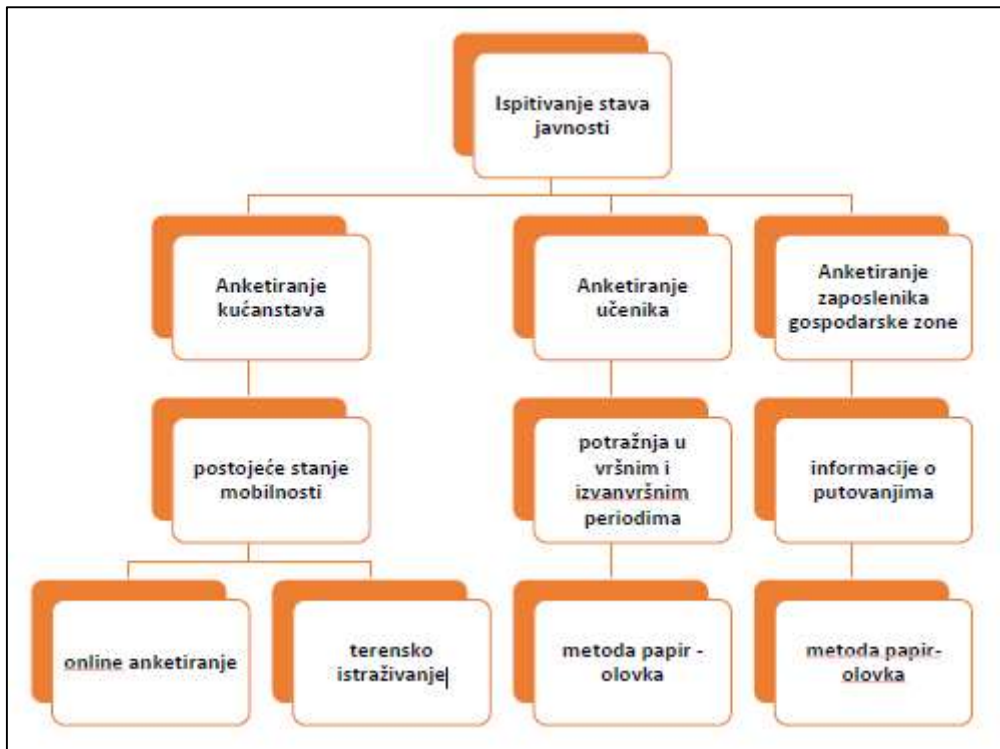 Ispitivanje stava
javnosti
Anketiranje
kućanstava
Anketiranje
učenika
Anketiranje
zaposlenika
gospodarske zone
postojeće stanje
mobilnosti
potražnja u
vršnim i
izvanvršnim
periodima
informacije o
putovanjima
online anketiranje
terensko
istraživanje
metoda papir -
olovka
metoda papir-
olovka